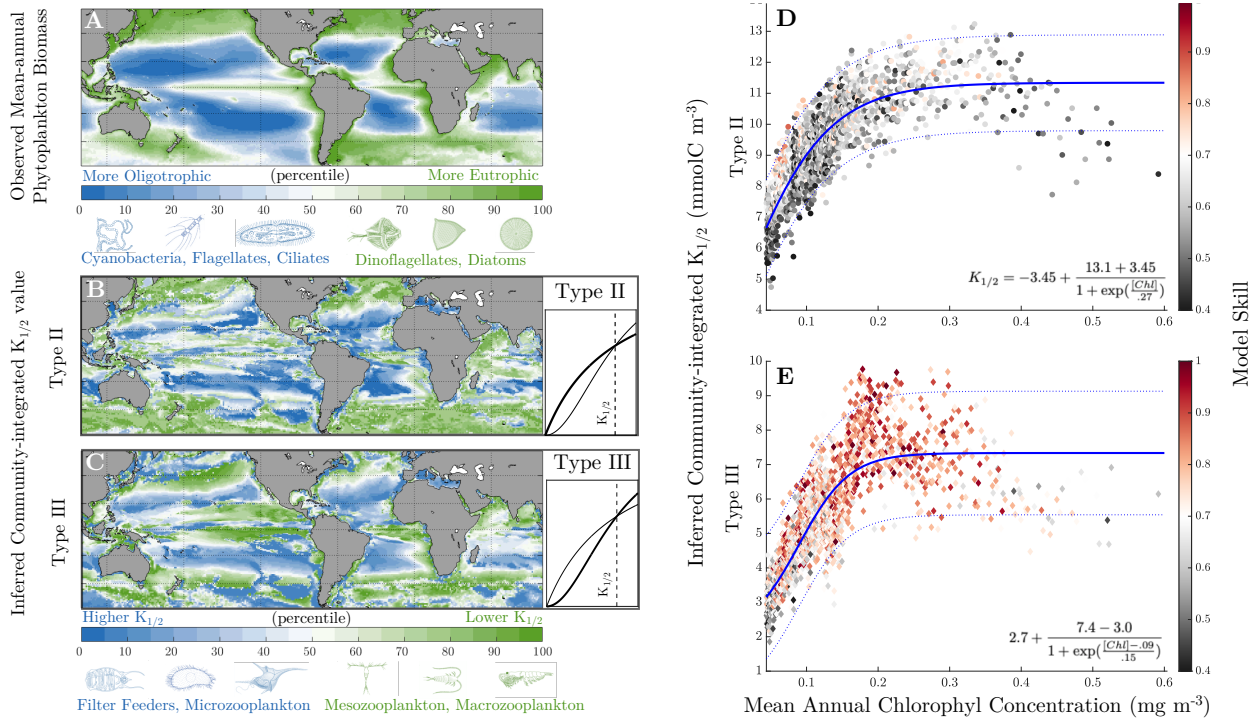 Observed Mean-annual
Phytoplankton Biomass
A
More Oligotrophic
(percentile)
More Eutrophic
0 10 20 30 40 50 60 70 80 90 100
Cyanobacteria, Flagellates, Ciliates
Dinoflagellates, Diatoms
Inferred Community-integrated K1/2 value
Type II
B
Type II
K1/2
Type III
C
Type III
K1/2
Higher K1/2
(percentile)
Lower K1/2
0 10 20 30 40 50 60 70 80 90 100
Filter Feeders, Microzooplankton
Mesozooplankton, Macrozooplankton
Inferred Community-integrated K1/2 (nmolC m-3)
Type II
D
13
12
11
10
9
8
7
6
5
4
0.1 0.2 0.3 0.4 0.5 0.6
K1/2 = −3.45 + 13.1 + 3.45 / 1 + exp([Chl] / .27)
1
0.9
0.8
0.7
0.6
0.5
0.4
Model Skill
Type III
E
10
9
8
7
6
5
4
3
2
1
0.1 0.2 0.3 0.4 0.5 0.6
2.7 + 7.4 − 3.0 / 1 + exp([Chl]−.09 / .15)
1
0.9
0.8
0.7
0.6
0.5
0.4
Mean Annual Chlorophyl Concentration (mg m-3)